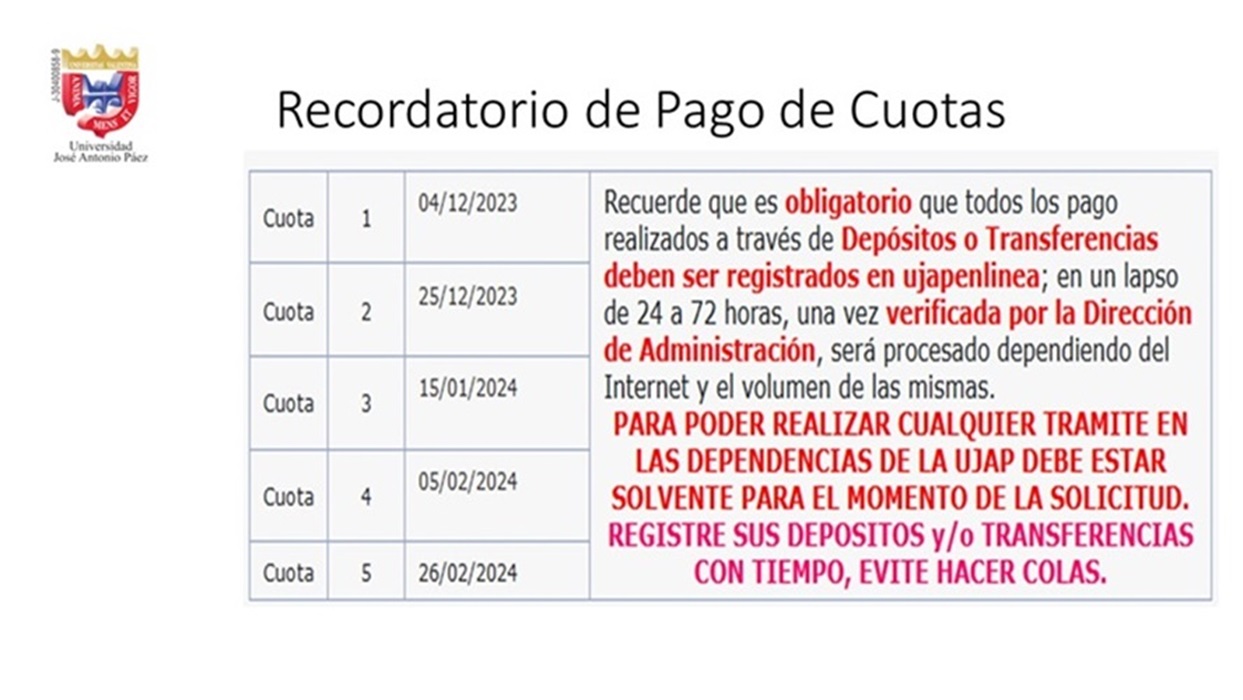 J-30400858-9
UNIVERSITAS VALENTINA
ANIMA
MENS ET
VIGOR
Universidad
José Antonio Páez
Recordatorio de Pago de Cuotas
Cuota 1 04/12/2023
Cuota 2 25/12/2023
Cuota 3 15/01/2024
Cuota 4 05/02/2024
Cuota 5 26/02/2024
Recuerde que es obligatorio que todos los pago
realizados a través de Depósitos o Transferencias
deben ser registrados en ujapenlinea; en un lapso
de 24 a 72 horas, una vez verificada por la Dirección
de Administración, será procesado dependiendo del
Internet y el volumen de las mismas.
PARA PODER REALIZAR CUALQUIER TRAMITE EN
LAS DEPENDENCIAS DE LA UJAP DEBE ESTAR
SOLVENTE PARA EL MOMENTO DE LA SOLICITUD.
REGISTRE SUS DEPOSITOS y/o TRANSFERENCIAS
CON TIEMPO, EVITE HACER COLAS.